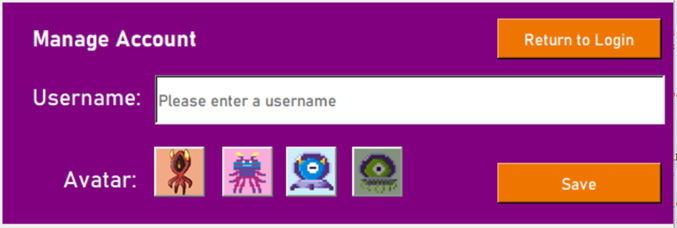 Manage Account
Return to Login
Username:
Please enter a username
Avatar:
Save